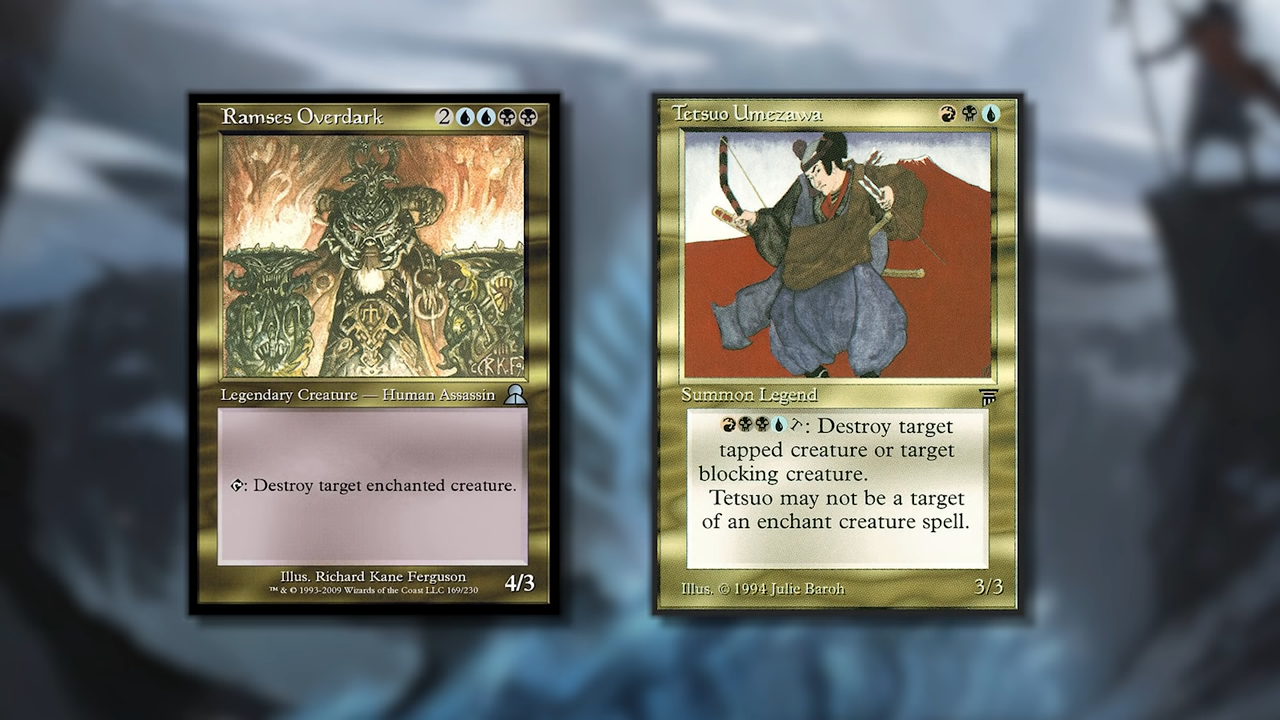 Ramses Overdark 2
Legendary Creature — Human Assassin
: Destroy target enchanted creature.
Illus. Richard Kane Ferguson
™ & © 1993-2009 Wizards of the Coast LLC 169/230
4/3
Tetsuo Umezawa
Summon Legend
: Destroy target
tapped creature or target
blocking creature.
Tetsuo may not be a target
of an enchant creature spell.
Illus. © 1994 Julie Baroh
3/3